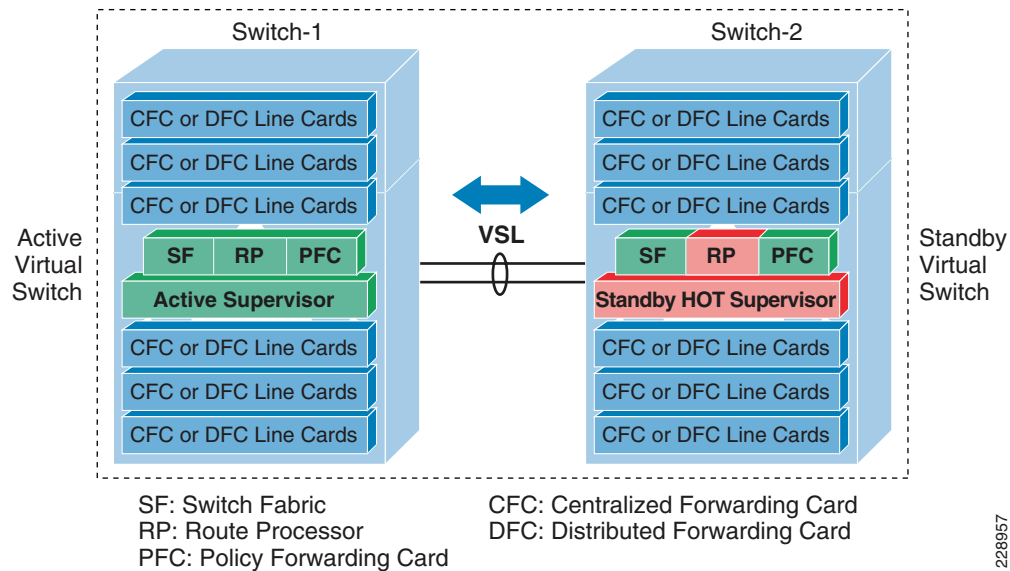 Switch-1
Switch-2
CFC or DFC Line Cards
CFC or DFC Line Cards
CFC or DFC Line Cards
CFC or DFC Line Cards
CFC or DFC Line Cards
CFC or DFC Line Cards
Active
Virtual
Switch
SF RP PFC
Active Supervisor
VSL
SF RP PFC
Standby HOT Supervisor
Standby
Virtual
Switch
CFC or DFC Line Cards
CFC or DFC Line Cards
CFC or DFC Line Cards
CFC or DFC Line Cards
CFC or DFC Line Cards
CFC or DFC Line Cards
SF: Switch Fabric
RP: Route Processor
PFC: Policy Forwarding Card
CFC: Centralized Forwarding Card
DFC: Distributed Forwarding Card
228957